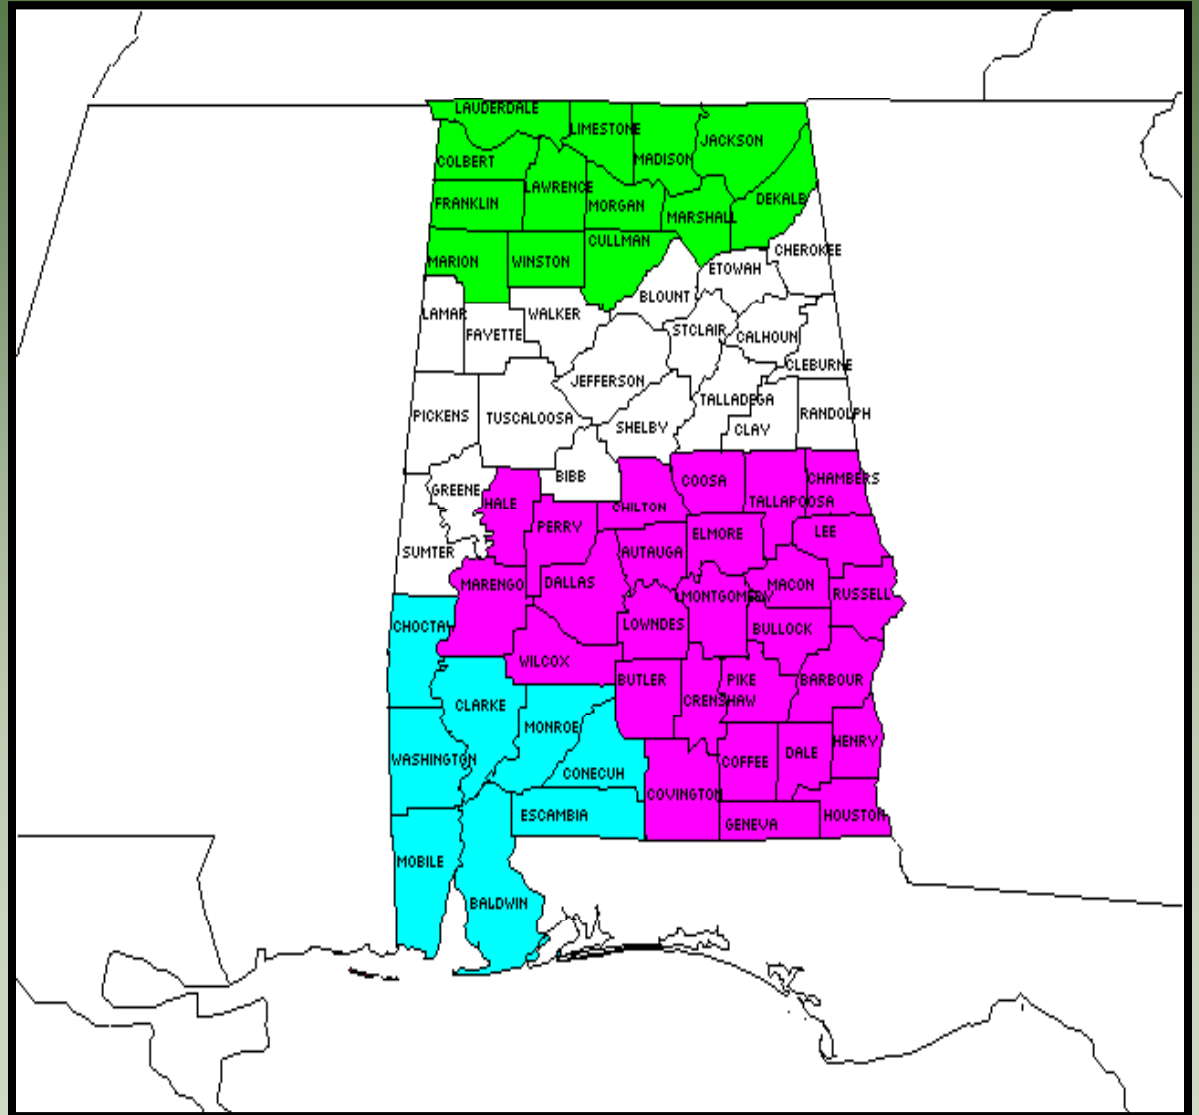 LAUDERDALE
LIMESTONE
MADISON
JACKSON
COLBERT
LAWRENCE
FRANKLIN
MORGAN
MARSHALL
DEKALB
CULLMAN
MARION
WINSTON
CHEROKEE
ETOWAH
BLOUNT
LAMAR
FAYETTE
WALKER
STCLAIR
CALHOUN
CLEBURNE
JEFFERSON
TALLADEGA
PICKENS
TUSCALOOSA
SHELBY
CLAY
RANDOLPH
BIBB
GREENE
HALE
COOSA
CHAMBERS
TALLAPOOSA
CHILTON
PERRY
ELMORE
LEE
SUMTER
AUTAUGA
MARENGO
DALLAS
MACON
RUSSELL
MONTGOMERY
CHOCTAW
LOWNDES
BULLOCK
WILCOX
BUTLER
PIKE
BARBOUR
CRENSHAW
CLARKE
MONROE
HENRY
WASHINGTON
CONECUH
COFFEE
DALE
COVINGTON
ESCAMBIA
GENEVA
HOUSTON
MOBILE
BALDWIN